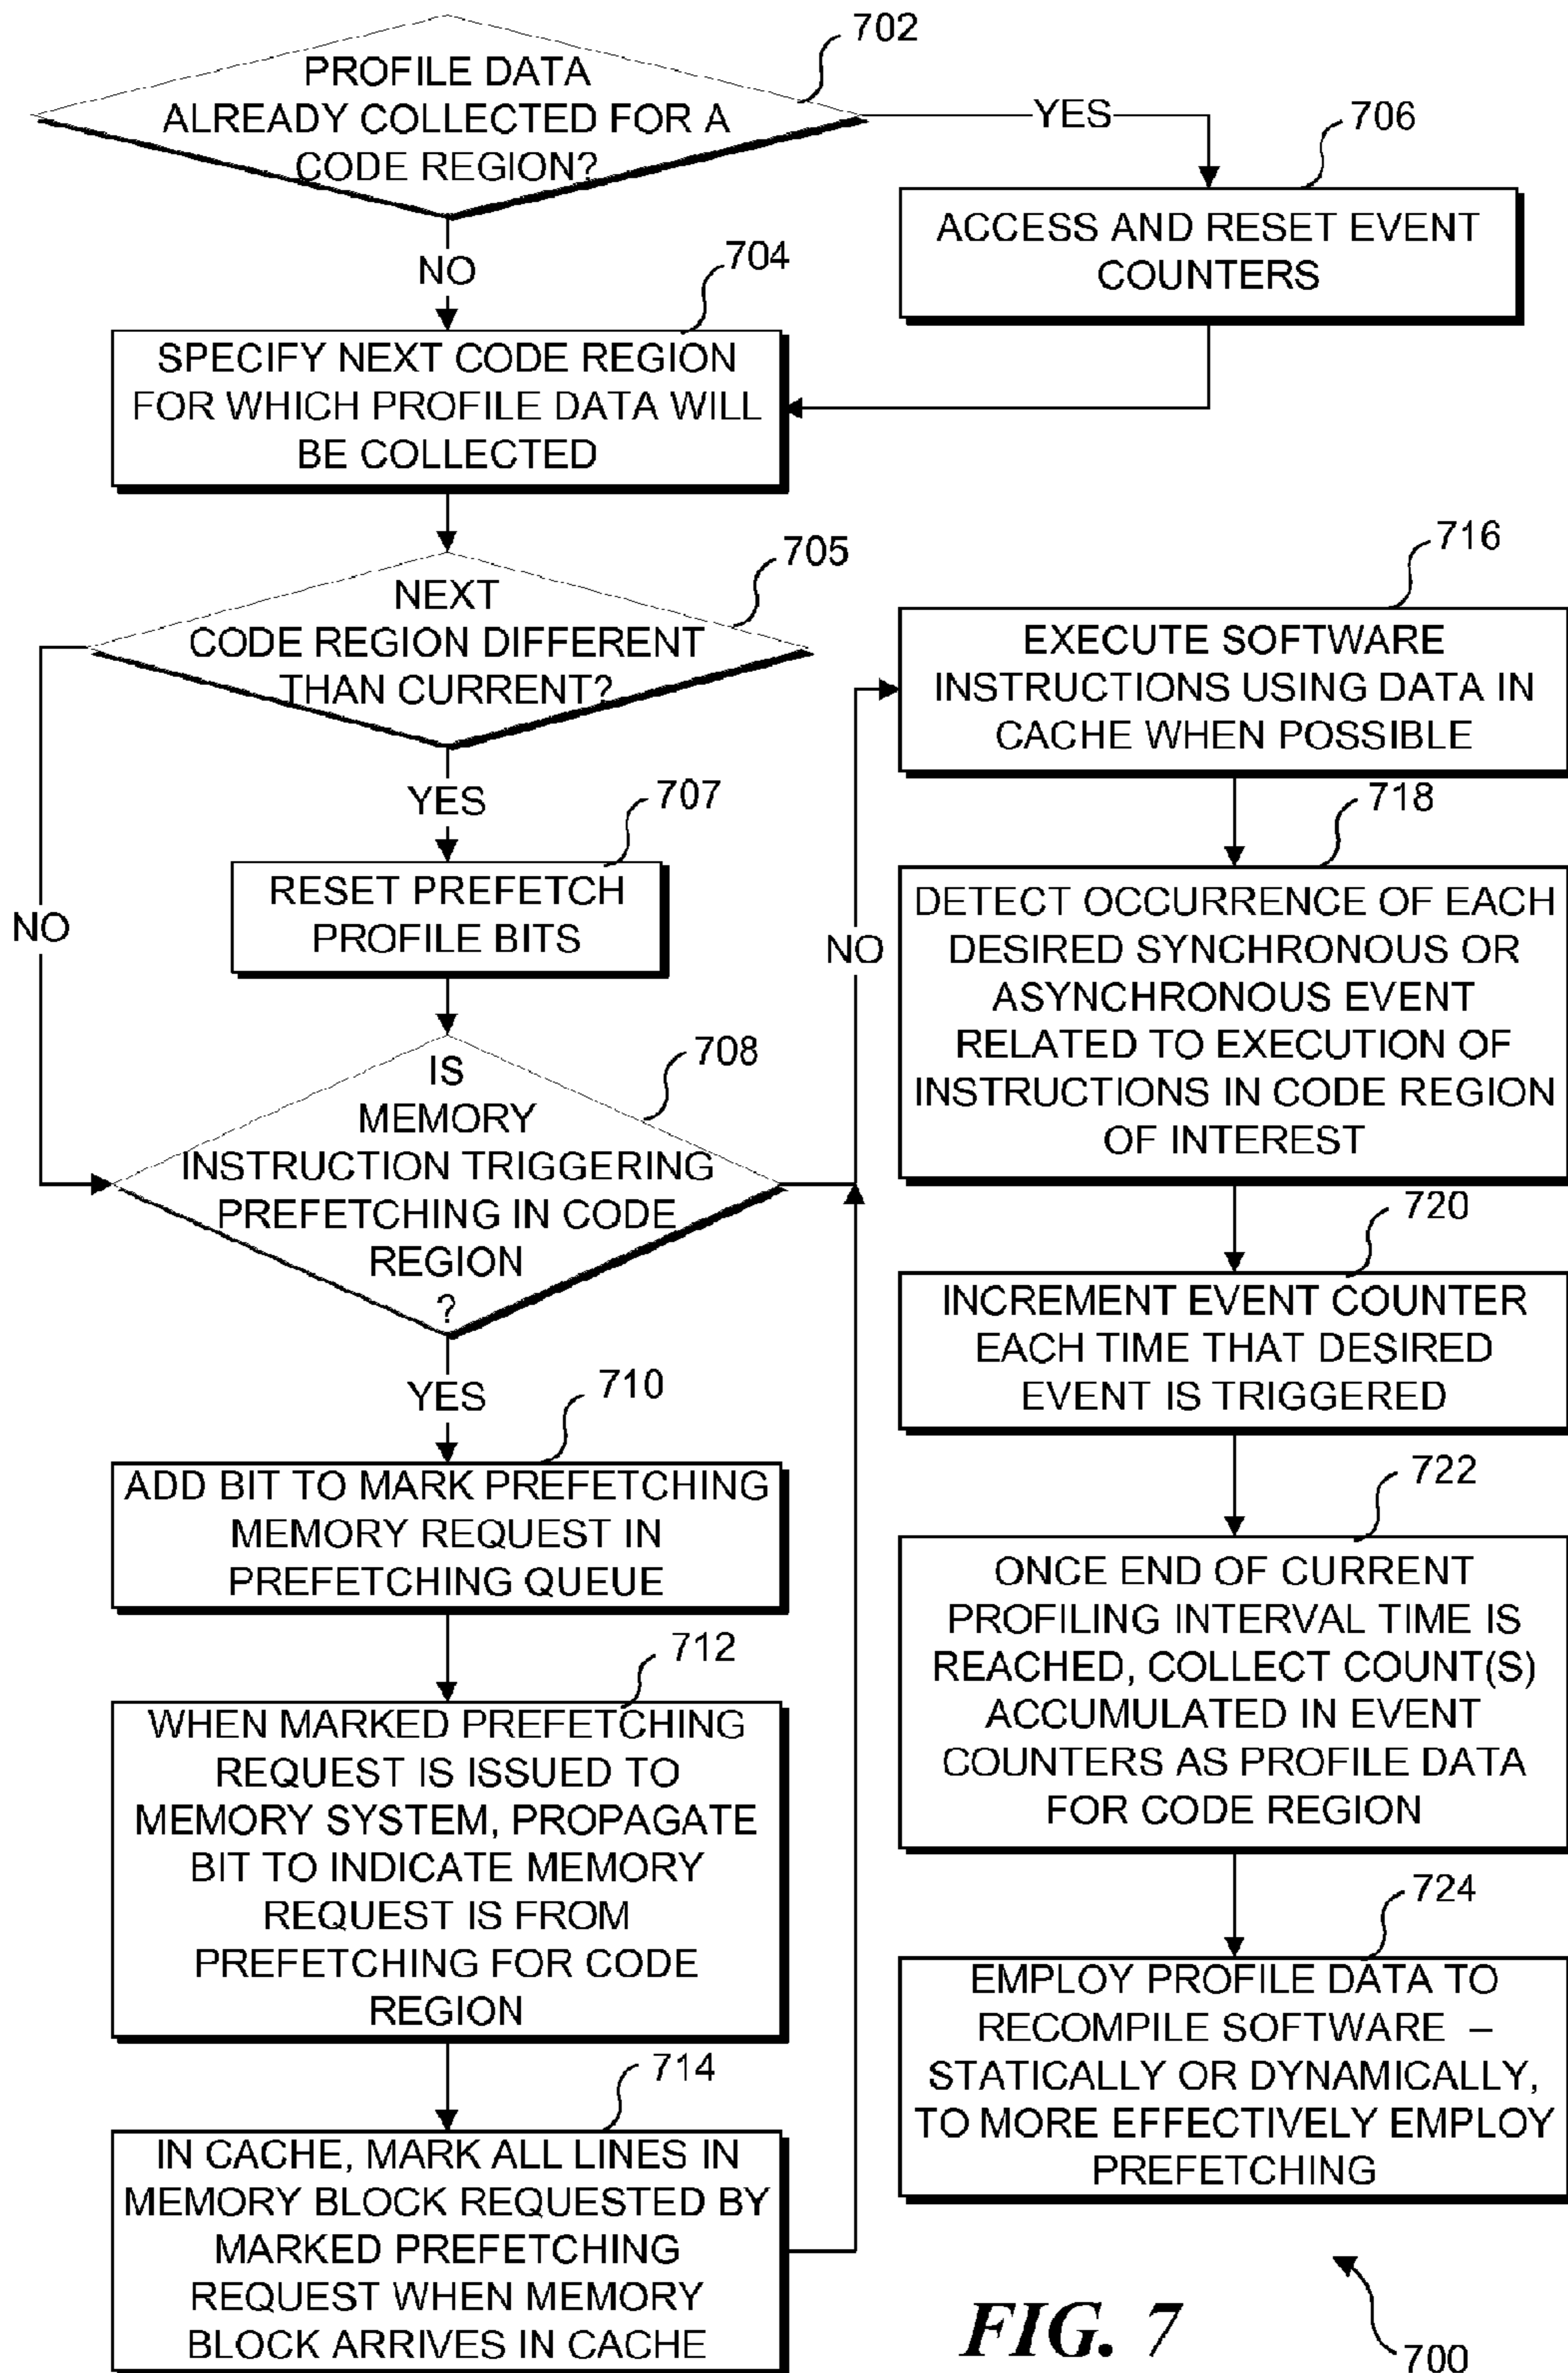 702
PROFILE DATA
ALREADY COLLECTED FOR A
CODE REGION?
YES
706
ACCESS AND RESET EVENT
COUNTERS
NO
704
SPECIFY NEXT CODE REGION
FOR WHICH PROFILE DATA WILL
BE COLLECTED
705
NEXT
CODE REGION DIFFERENT
THAN CURRENT?
NO
YES
707
RESET PREFETCH
PROFILE BITS
708
IS
MEMORY
INSTRUCTION TRIGGERING
PREFETCHING IN CODE
REGION
?
NO
YES
710
ADD BIT TO MARK PREFETCHING
MEMORY REQUEST IN
PREFETCHING QUEUE
712
WHEN MARKED PREFETCHING
REQUEST IS ISSUED TO
MEMORY SYSTEM, PROPAGATE
BIT TO INDICATE MEMORY
REQUEST IS FROM
PREFETCHING FOR CODE
REGION
714
IN CACHE, MARK ALL LINES IN
MEMORY BLOCK REQUESTED BY
MARKED PREFETCHING
REQUEST WHEN MEMORY
BLOCK ARRIVES IN CACHE
716
EXECUTE SOFTWARE
INSTRUCTIONS USING DATA IN
CACHE WHEN POSSIBLE
718
DETECT OCCURRENCE OF EACH
DESIRED SYNCHRONOUS OR
ASYNCHRONOUS EVENT
RELATED TO EXECUTION OF
INSTRUCTIONS IN CODE REGION
OF INTEREST
720
INCREMENT EVENT COUNTER
EACH TIME THAT DESIRED
EVENT IS TRIGGERED
722
ONCE END OF CURRENT
PROFILING INTERVAL TIME IS
REACHED, COLLECT COUNT(S)
ACCUMULATED IN EVENT
COUNTERS AS PROFILE DATA
FOR CODE REGION
724
EMPLOY PROFILE DATA TO
RECOMPILE SOFTWARE –
STATICALLY OR DYNAMICALLY,
TO MORE EFFECTIVELY EMPLOY
PREFETCHING
FIG. 7
700